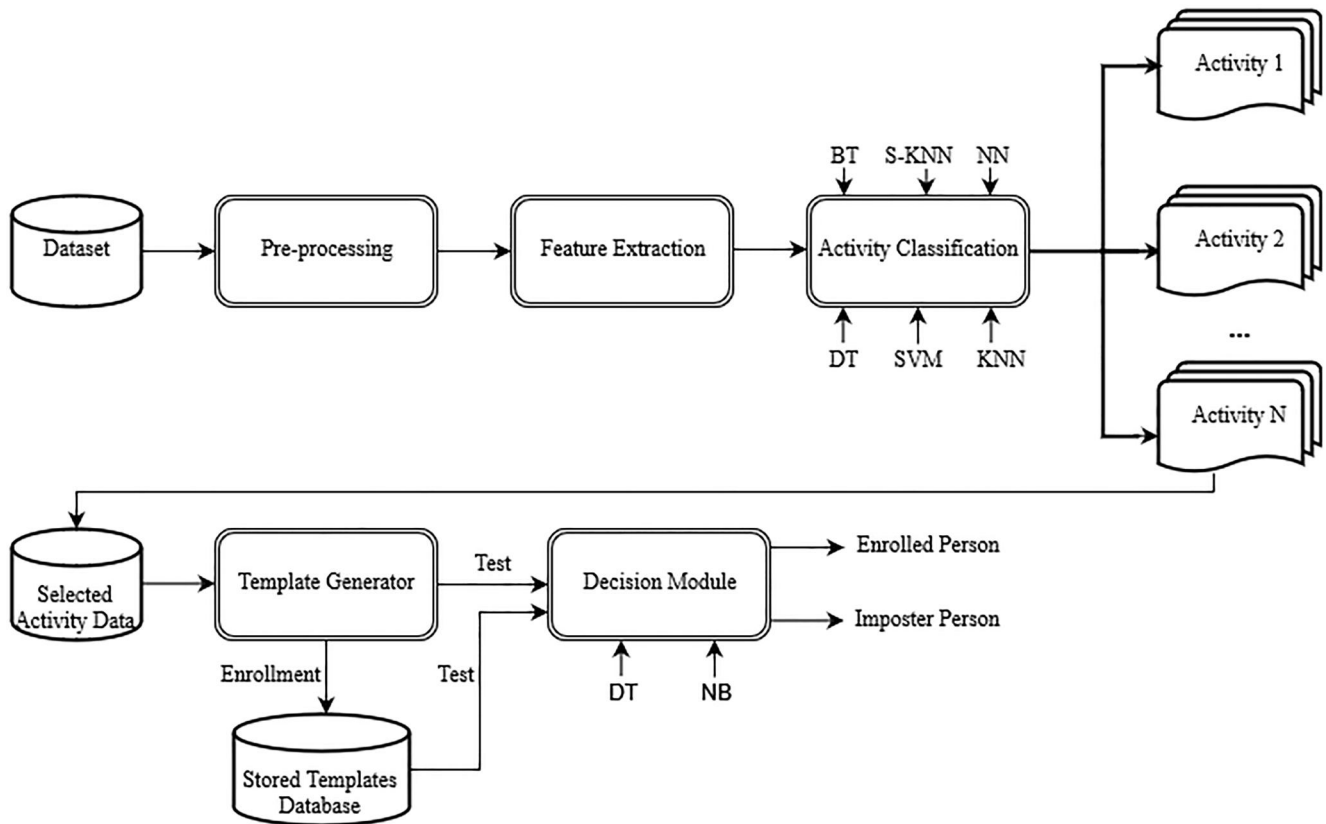 Activity 1
BT S-KNN NN
Dataset
Pre-processing
Feature Extraction
Activity Classification
Activity 2
...
DT SVM KNN
Activity N
Selected
Activity Data
Template Generator
Test
Decision Module
Enrolled Person
Imposter Person
Enrollment
Test
DT NB
Stored Templates
Database